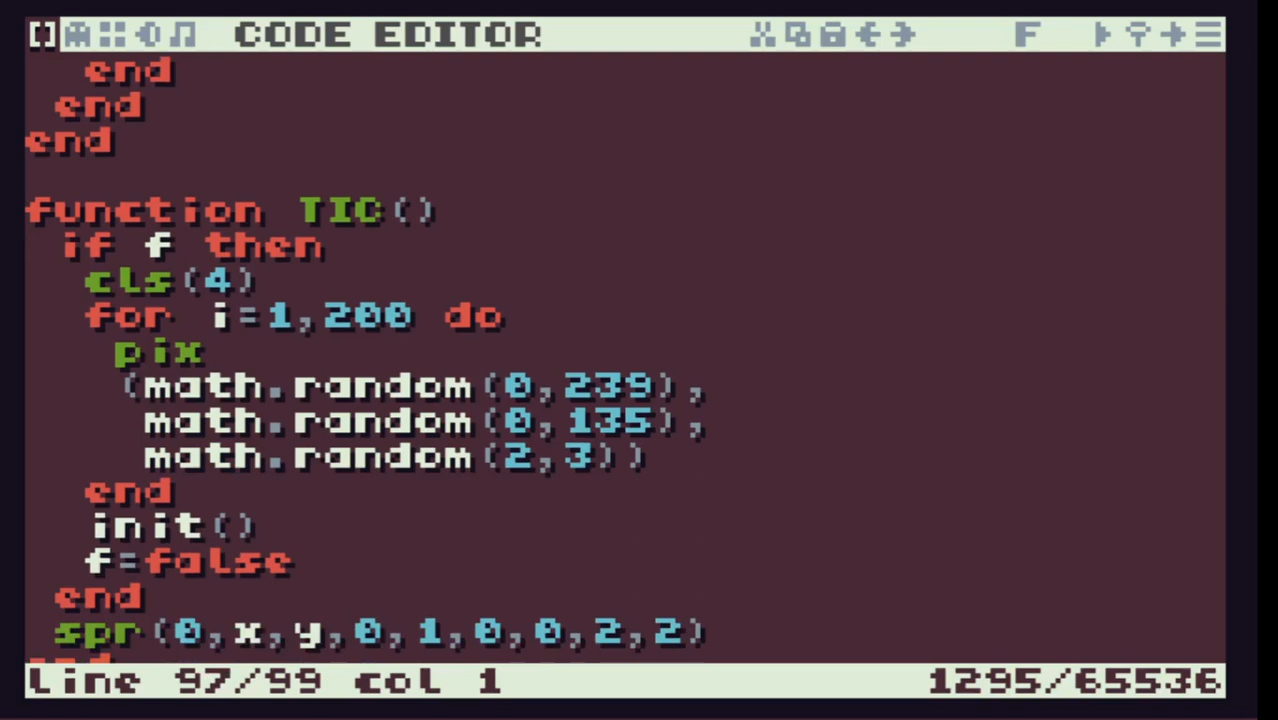 CODE EDITOR F
end
end
end
function TIC()
if f then
cls(4)
for i=1,200 do
pix
(math.random(0,239),
math.random(0,135),
math.random(2,3))
end
init()
f=false
end
spr(0,x,y,0,1,0,0,2,2)
end
line 97/99 col 1 1295/65536